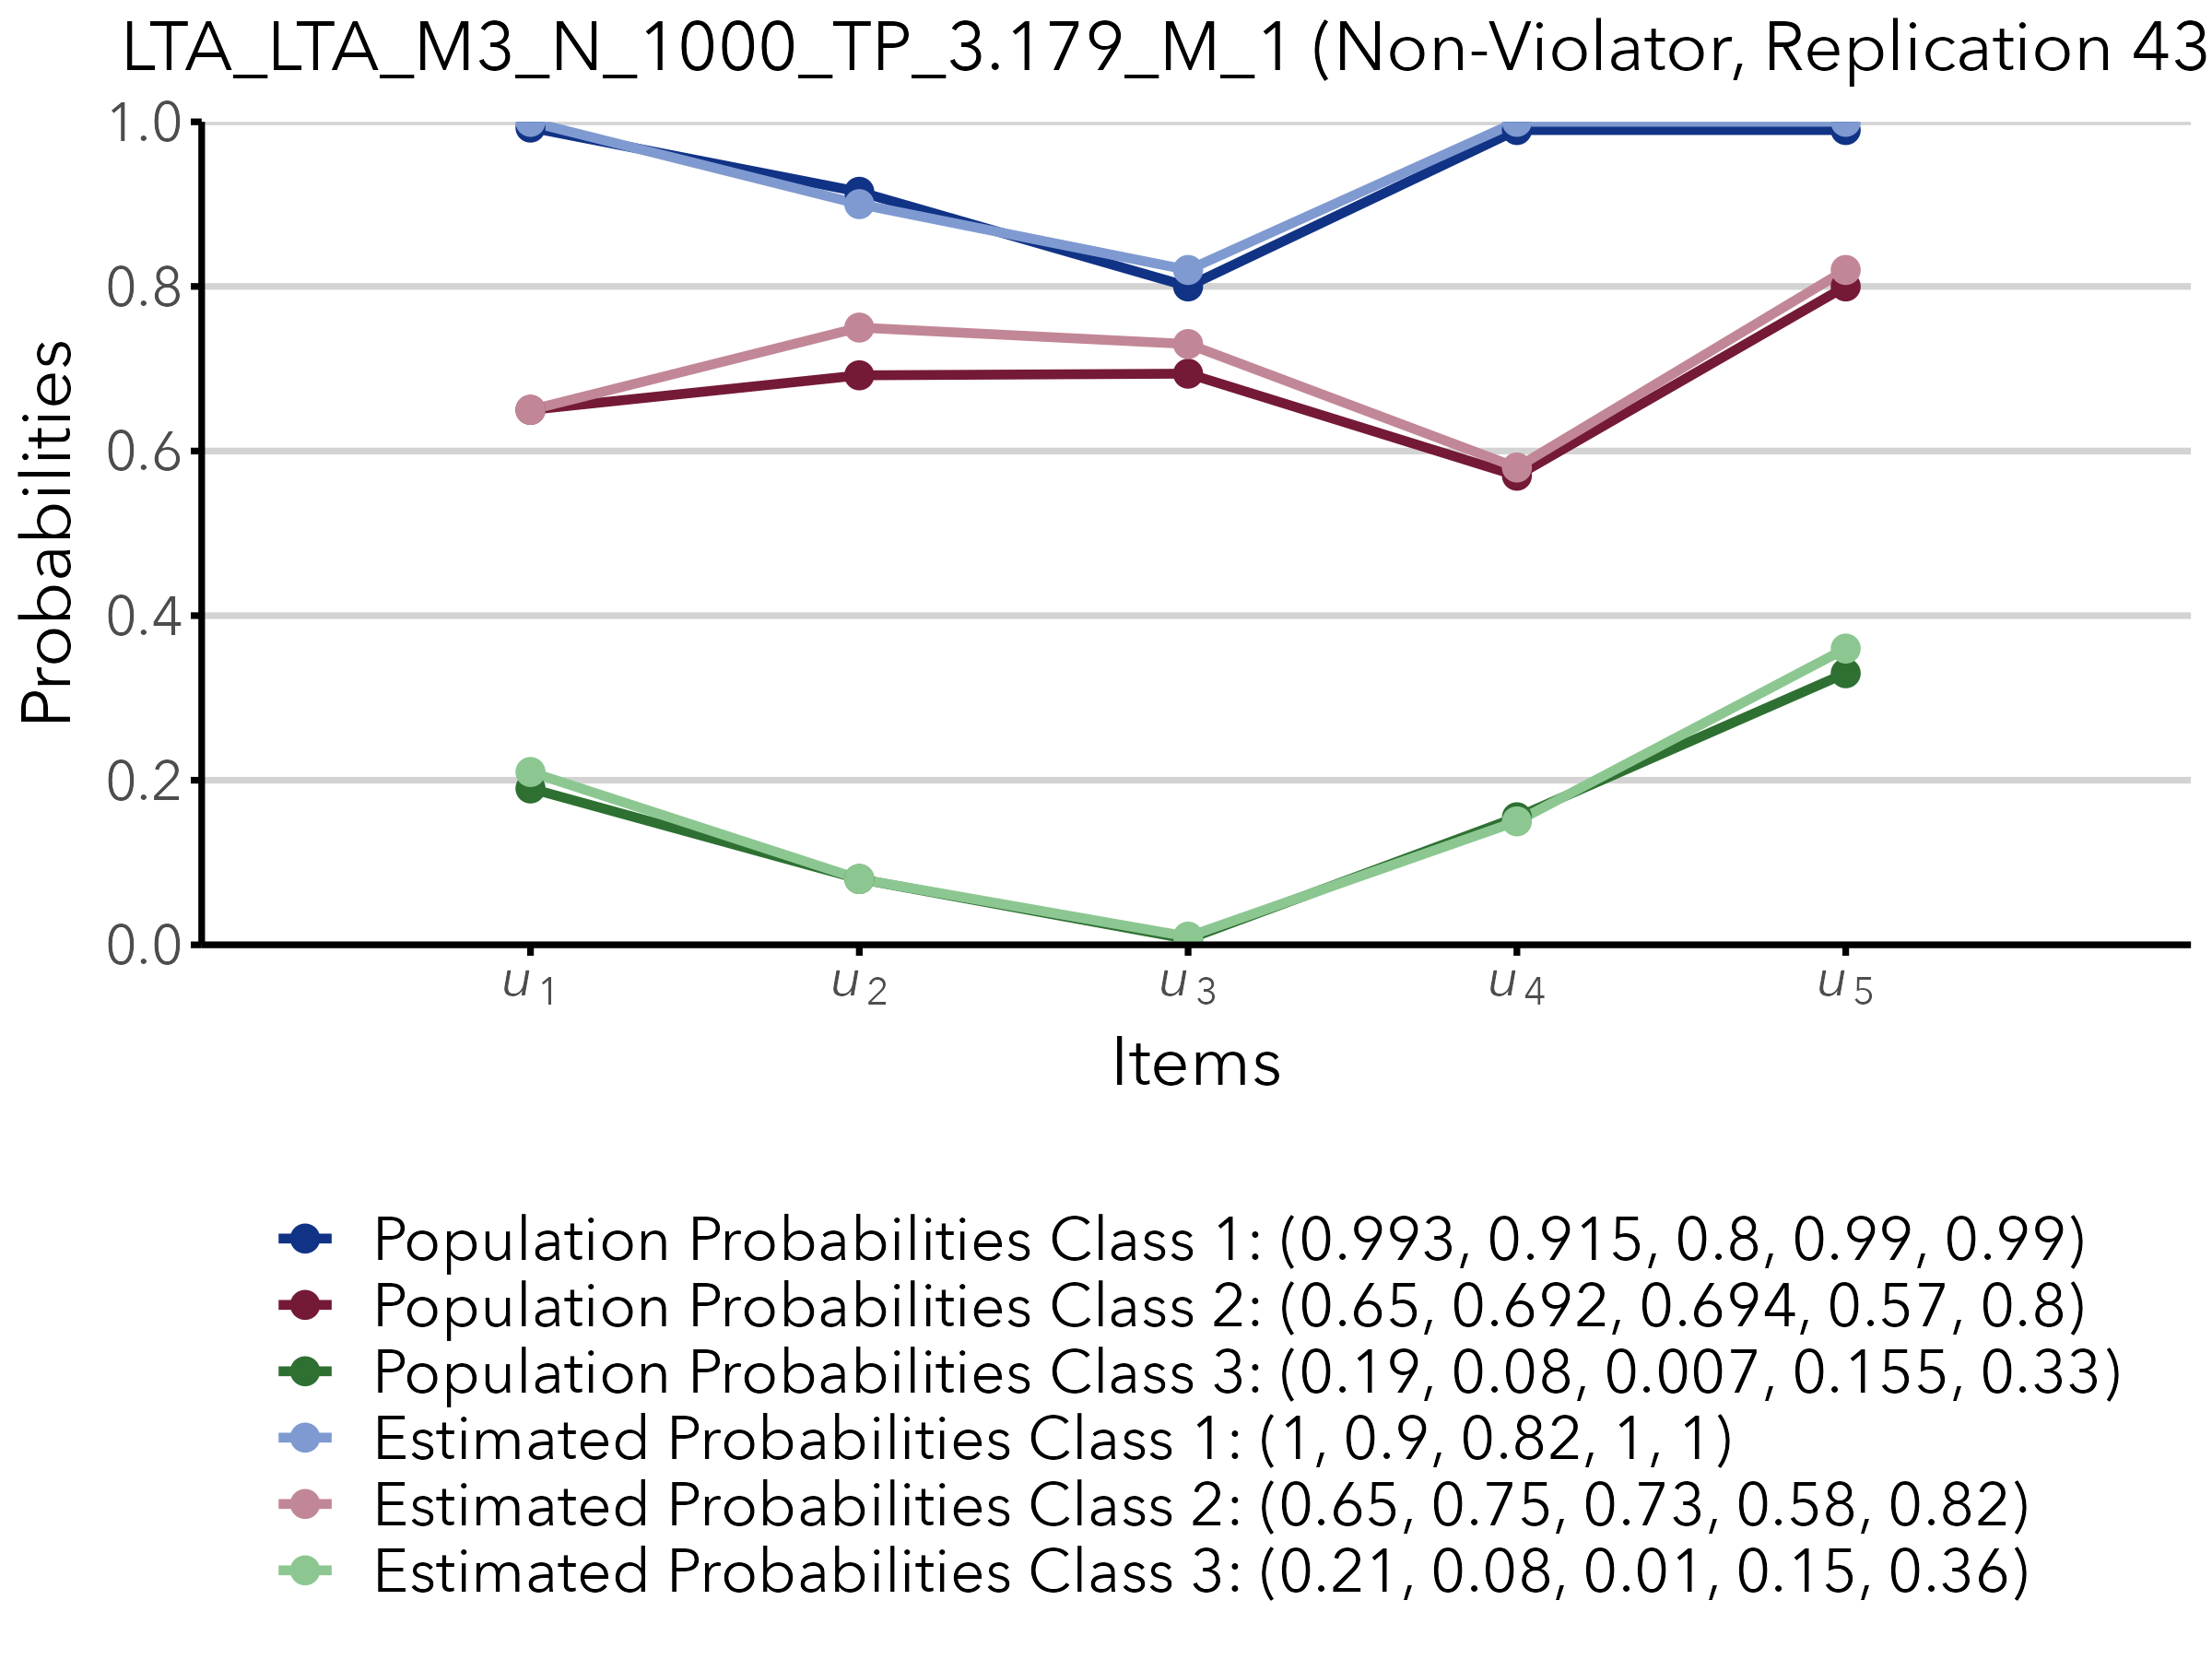 LTA_LTA_M3_N_1000_TP_3.179_M_1 (Non-Violator, Replication 43
1.0
0.8
0.6
0.4
0.2
0.0
Probabilities
u1 u2 u3 u4 u5
Items
Population Probabilities Class 1: (0.993, 0.915, 0.8, 0.99, 0.99)
Population Probabilities Class 2: (0.65, 0.692, 0.694, 0.57, 0.8)
Population Probabilities Class 3: (0.19, 0.08, 0.007, 0.155, 0.33)
Estimated Probabilities Class 1: (1, 0.9, 0.82, 1, 1)
Estimated Probabilities Class 2: (0.65, 0.75, 0.73, 0.58, 0.82)
Estimated Probabilities Class 3: (0.21, 0.08, 0.01, 0.15, 0.36)